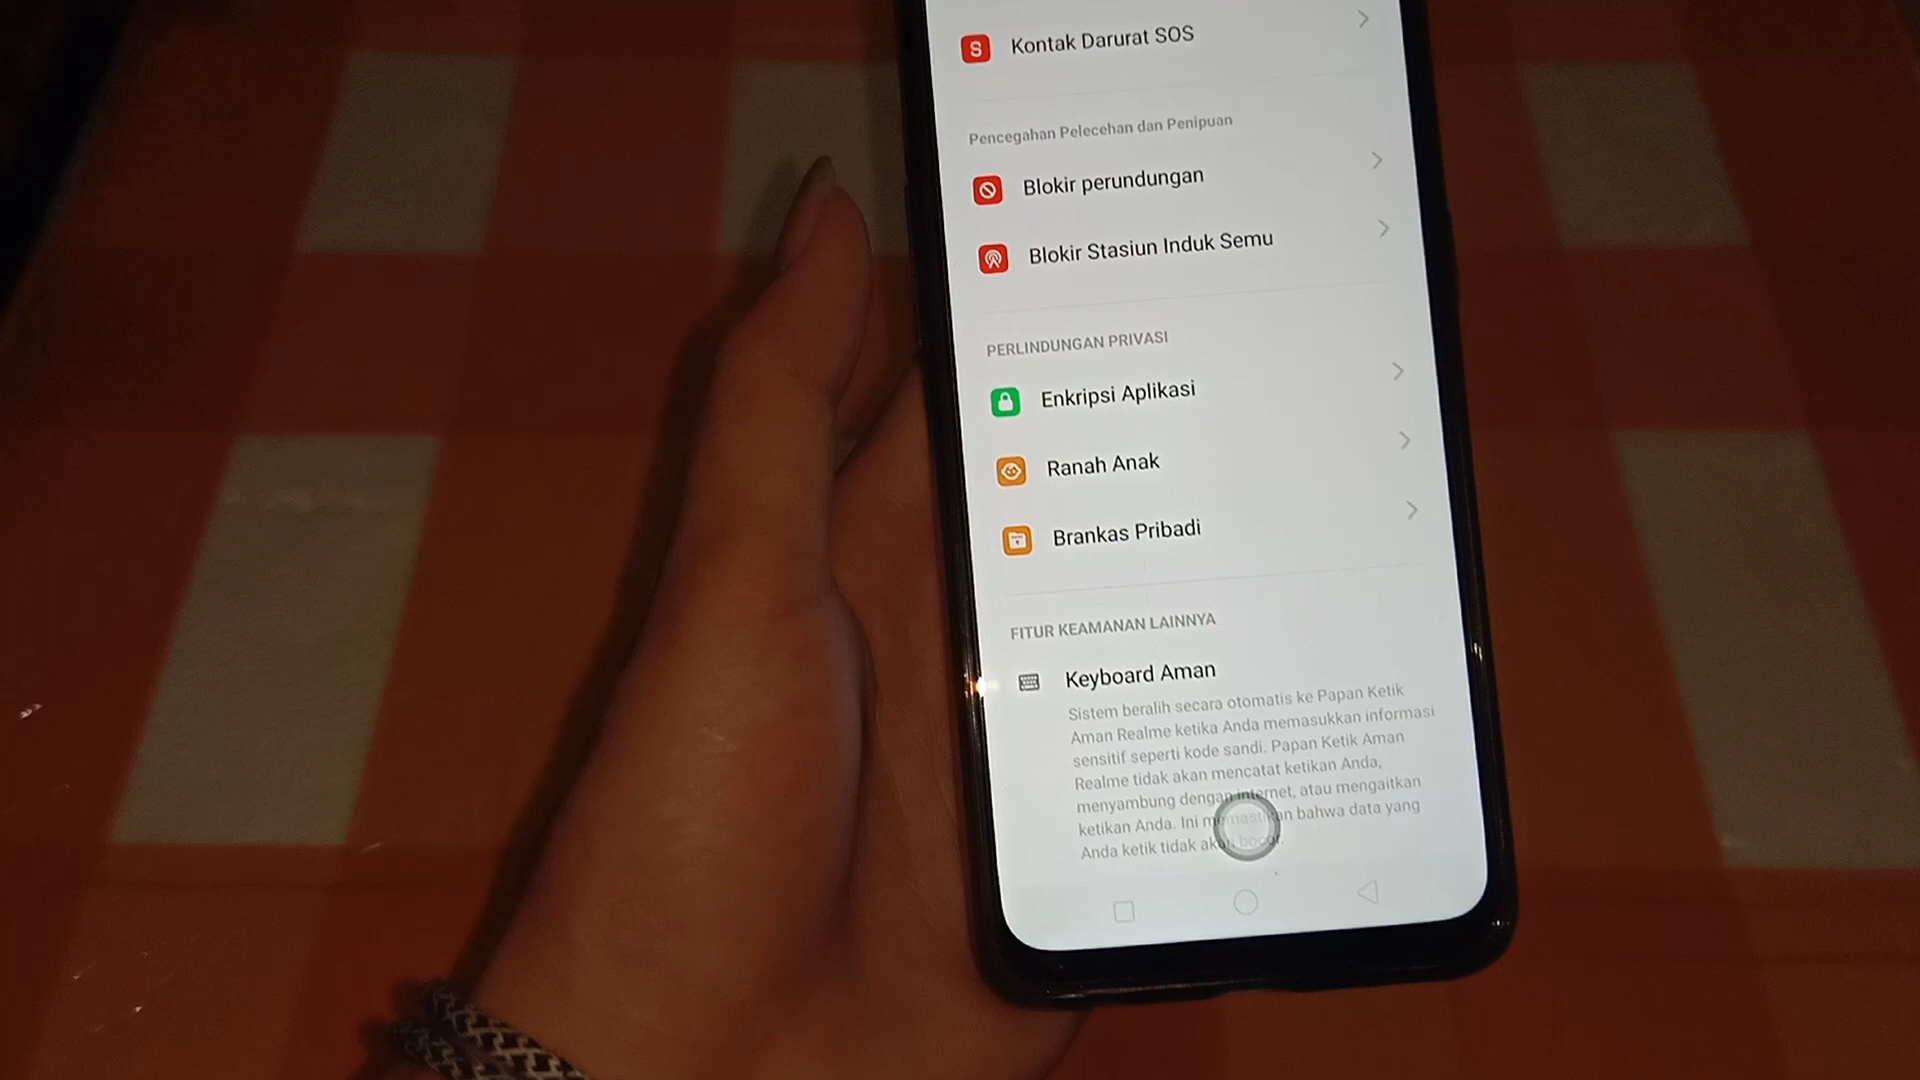 S Kontak Darurat SOS
Pencegahan Pelecehan dan Penipuan
Blokir perundungan
Blokir Stasiun Induk Semu
PERLINDUNGAN PRIVASI
Enkripsi Aplikasi
Ranah Anak
Brankas Pribadi
FITUR KEAMANAN LAINNYA
Keyboard Aman
Sistem beralih secara otomatis ke Papan Ketik
Aman Realme ketika Anda memasukkan informasi
sensitif seperti kode sandi. Papan Ketik Aman
Realme tidak akan mencatat ketikan Anda,
menyambung dengan internet, atau mengaitkan
ketikan Anda. Ini memastikan bahwa data yang
Anda ketik tidak akan bocor.